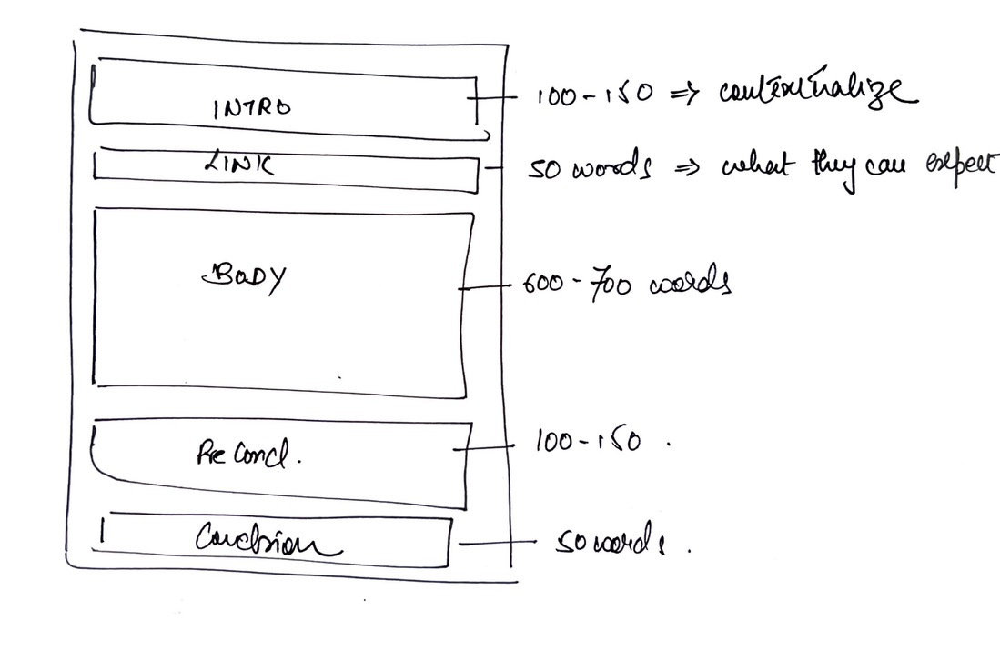 INTRO 100-150 => contextualize
LINK 50 words => what they can expect
BODY 600-700 words
Pre Concl. 100-150.
Conclusion 50 words.